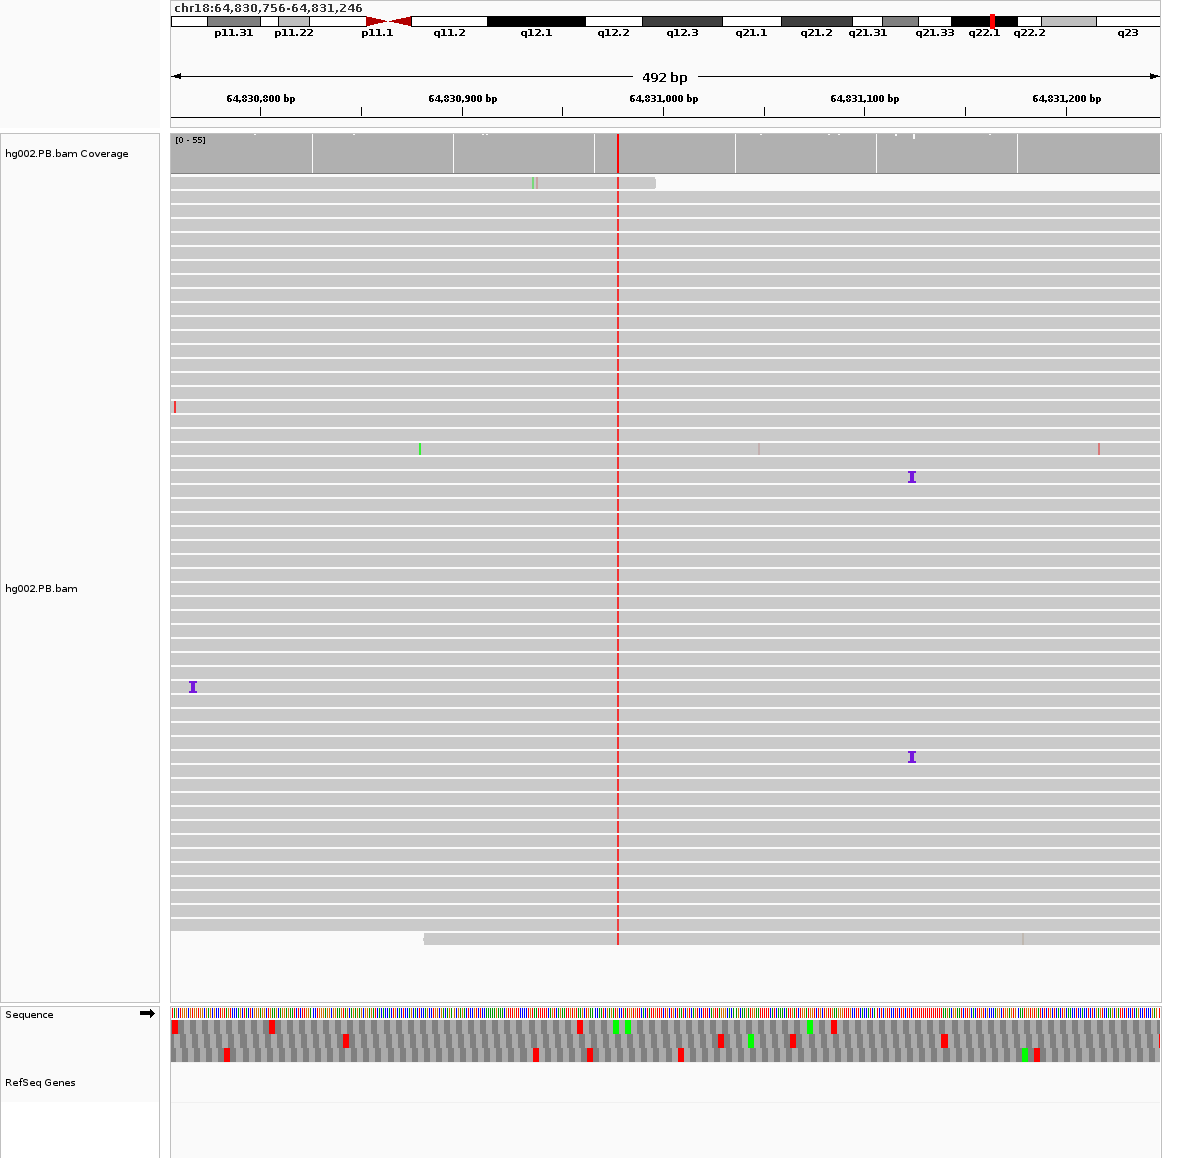 chr18:64,830,756-64,831,246
p11.31 p11.22 p11.1 q11.2 q12.1 q12.2 q12.3 q21.1 q21.2 q21.31 q21.33 q22.1 q22.2 q23
492 bp
64,830,800 bp 64,830,900 bp 64,831,000 bp 64,831,100 bp 64,831,200 bp
[0 - 55]
hg002.PB.bam Coverage
hg002.PB.bam
Sequence
RefSeq Genes